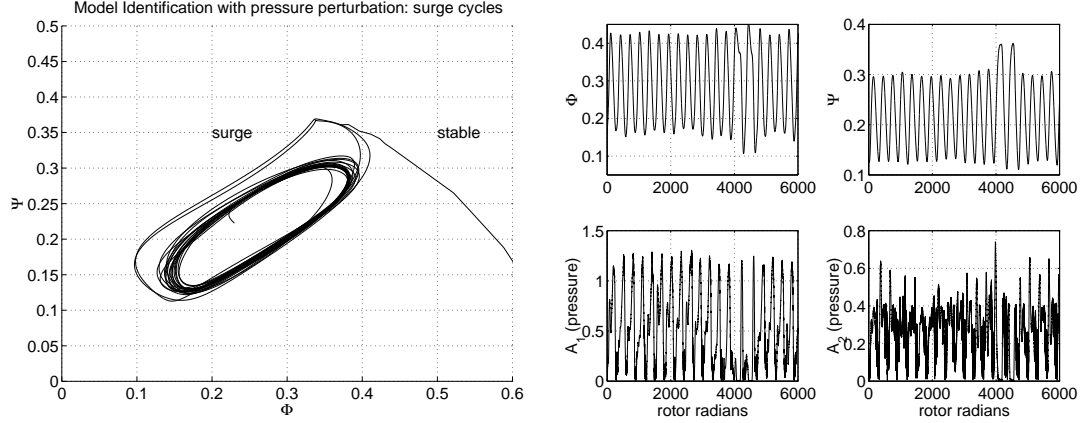 Model Identification with pressure perturbation: surge cycles
0.5
0.45
0.4
0.35
0.3
0.25
0.2
0.15
0.1
0.05
0
Ψ
surge
stable
0 0.1 0.2 0.3 0.4 0.5 0.6
Φ
0.4
0.3
0.2
0.1
Φ
0 2000 4000 6000
0.4
0.3
0.2
0.1
Ψ
0 2000 4000 6000
1.5
1
0.5
0
A1 (pressure)
0 2000 4000 6000
rotor radians
0.8
0.6
0.4
0.2
0
A2 (pressure)
0 2000 4000 6000
rotor radians